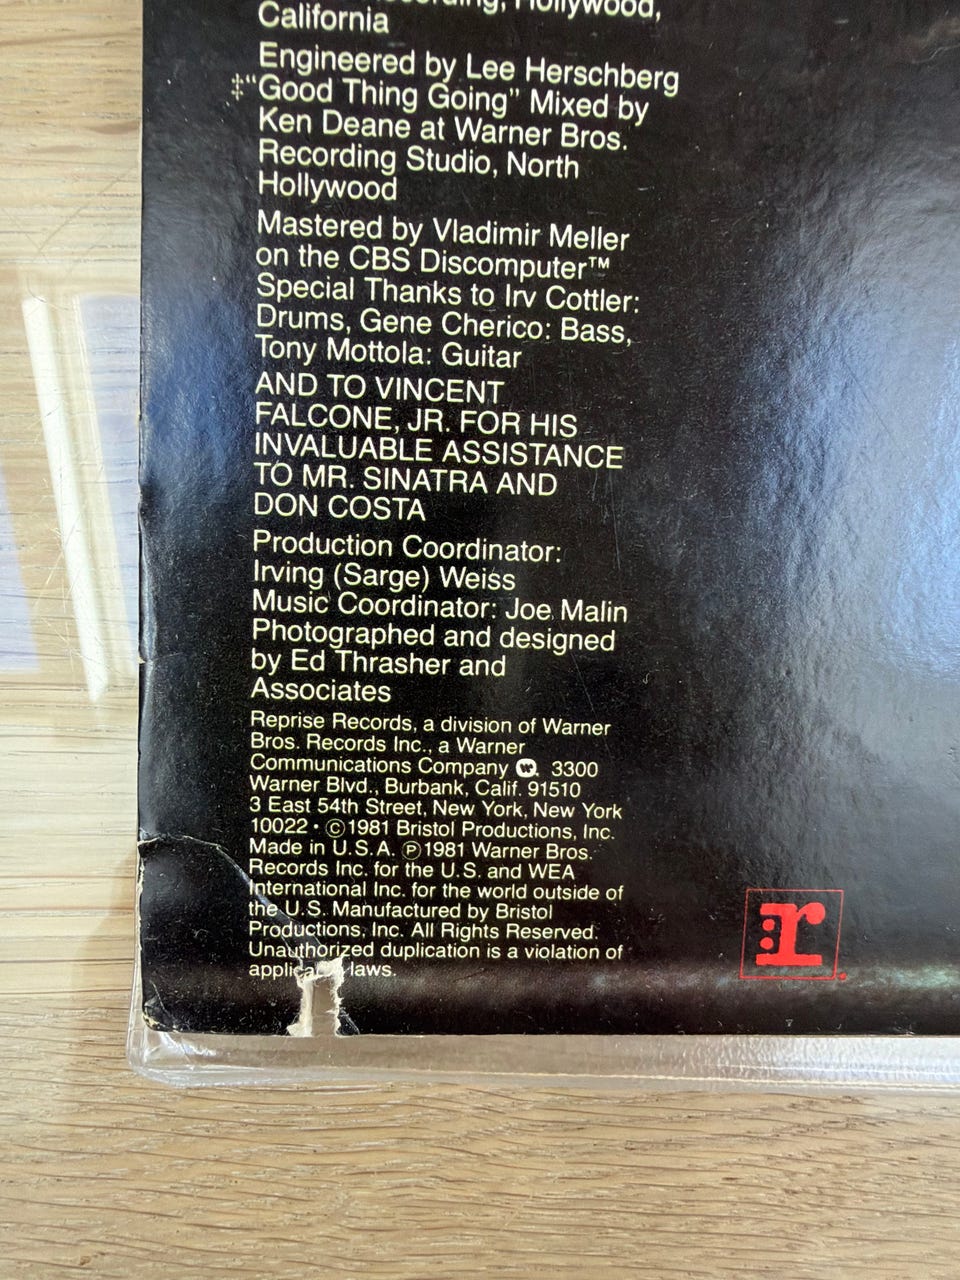 Recording, Hollywood,
California
Engineered by Lee Herschberg
‡"Good Thing Going" Mixed by
Ken Deane at Warner Bros.
Recording Studio, North
Hollywood
Mastered by Vladimir Meller
on the CBS Discomputer™
Special Thanks to Irv Cottler:
Drums, Gene Cherico: Bass,
Tony Mottola: Guitar
AND TO VINCENT
FALCONE, JR. FOR HIS
INVALUABLE ASSISTANCE
TO MR. SINATRA AND
DON COSTA
Production Coordinator:
Irving (Sarge) Weiss
Music Coordinator: Joe Malin
Photographed and designed
by Ed Thrasher and
Associates
Reprise Records, a division of Warner
Bros. Records Inc., a Warner
Communications Company W. 3300
Warner Blvd., Burbank, Calif. 91510
3 East 54th Street, New York, New York
10022 • ©1981 Bristol Productions, Inc.
Made in U.S.A. ℗1981 Warner Bros.
Records Inc. for the U.S. and WEA
International Inc. for the world outside of
the U.S. Manufactured by Bristol
Productions, Inc. All Rights Reserved.
Unauthorized duplication is a violation of
laws.
:r